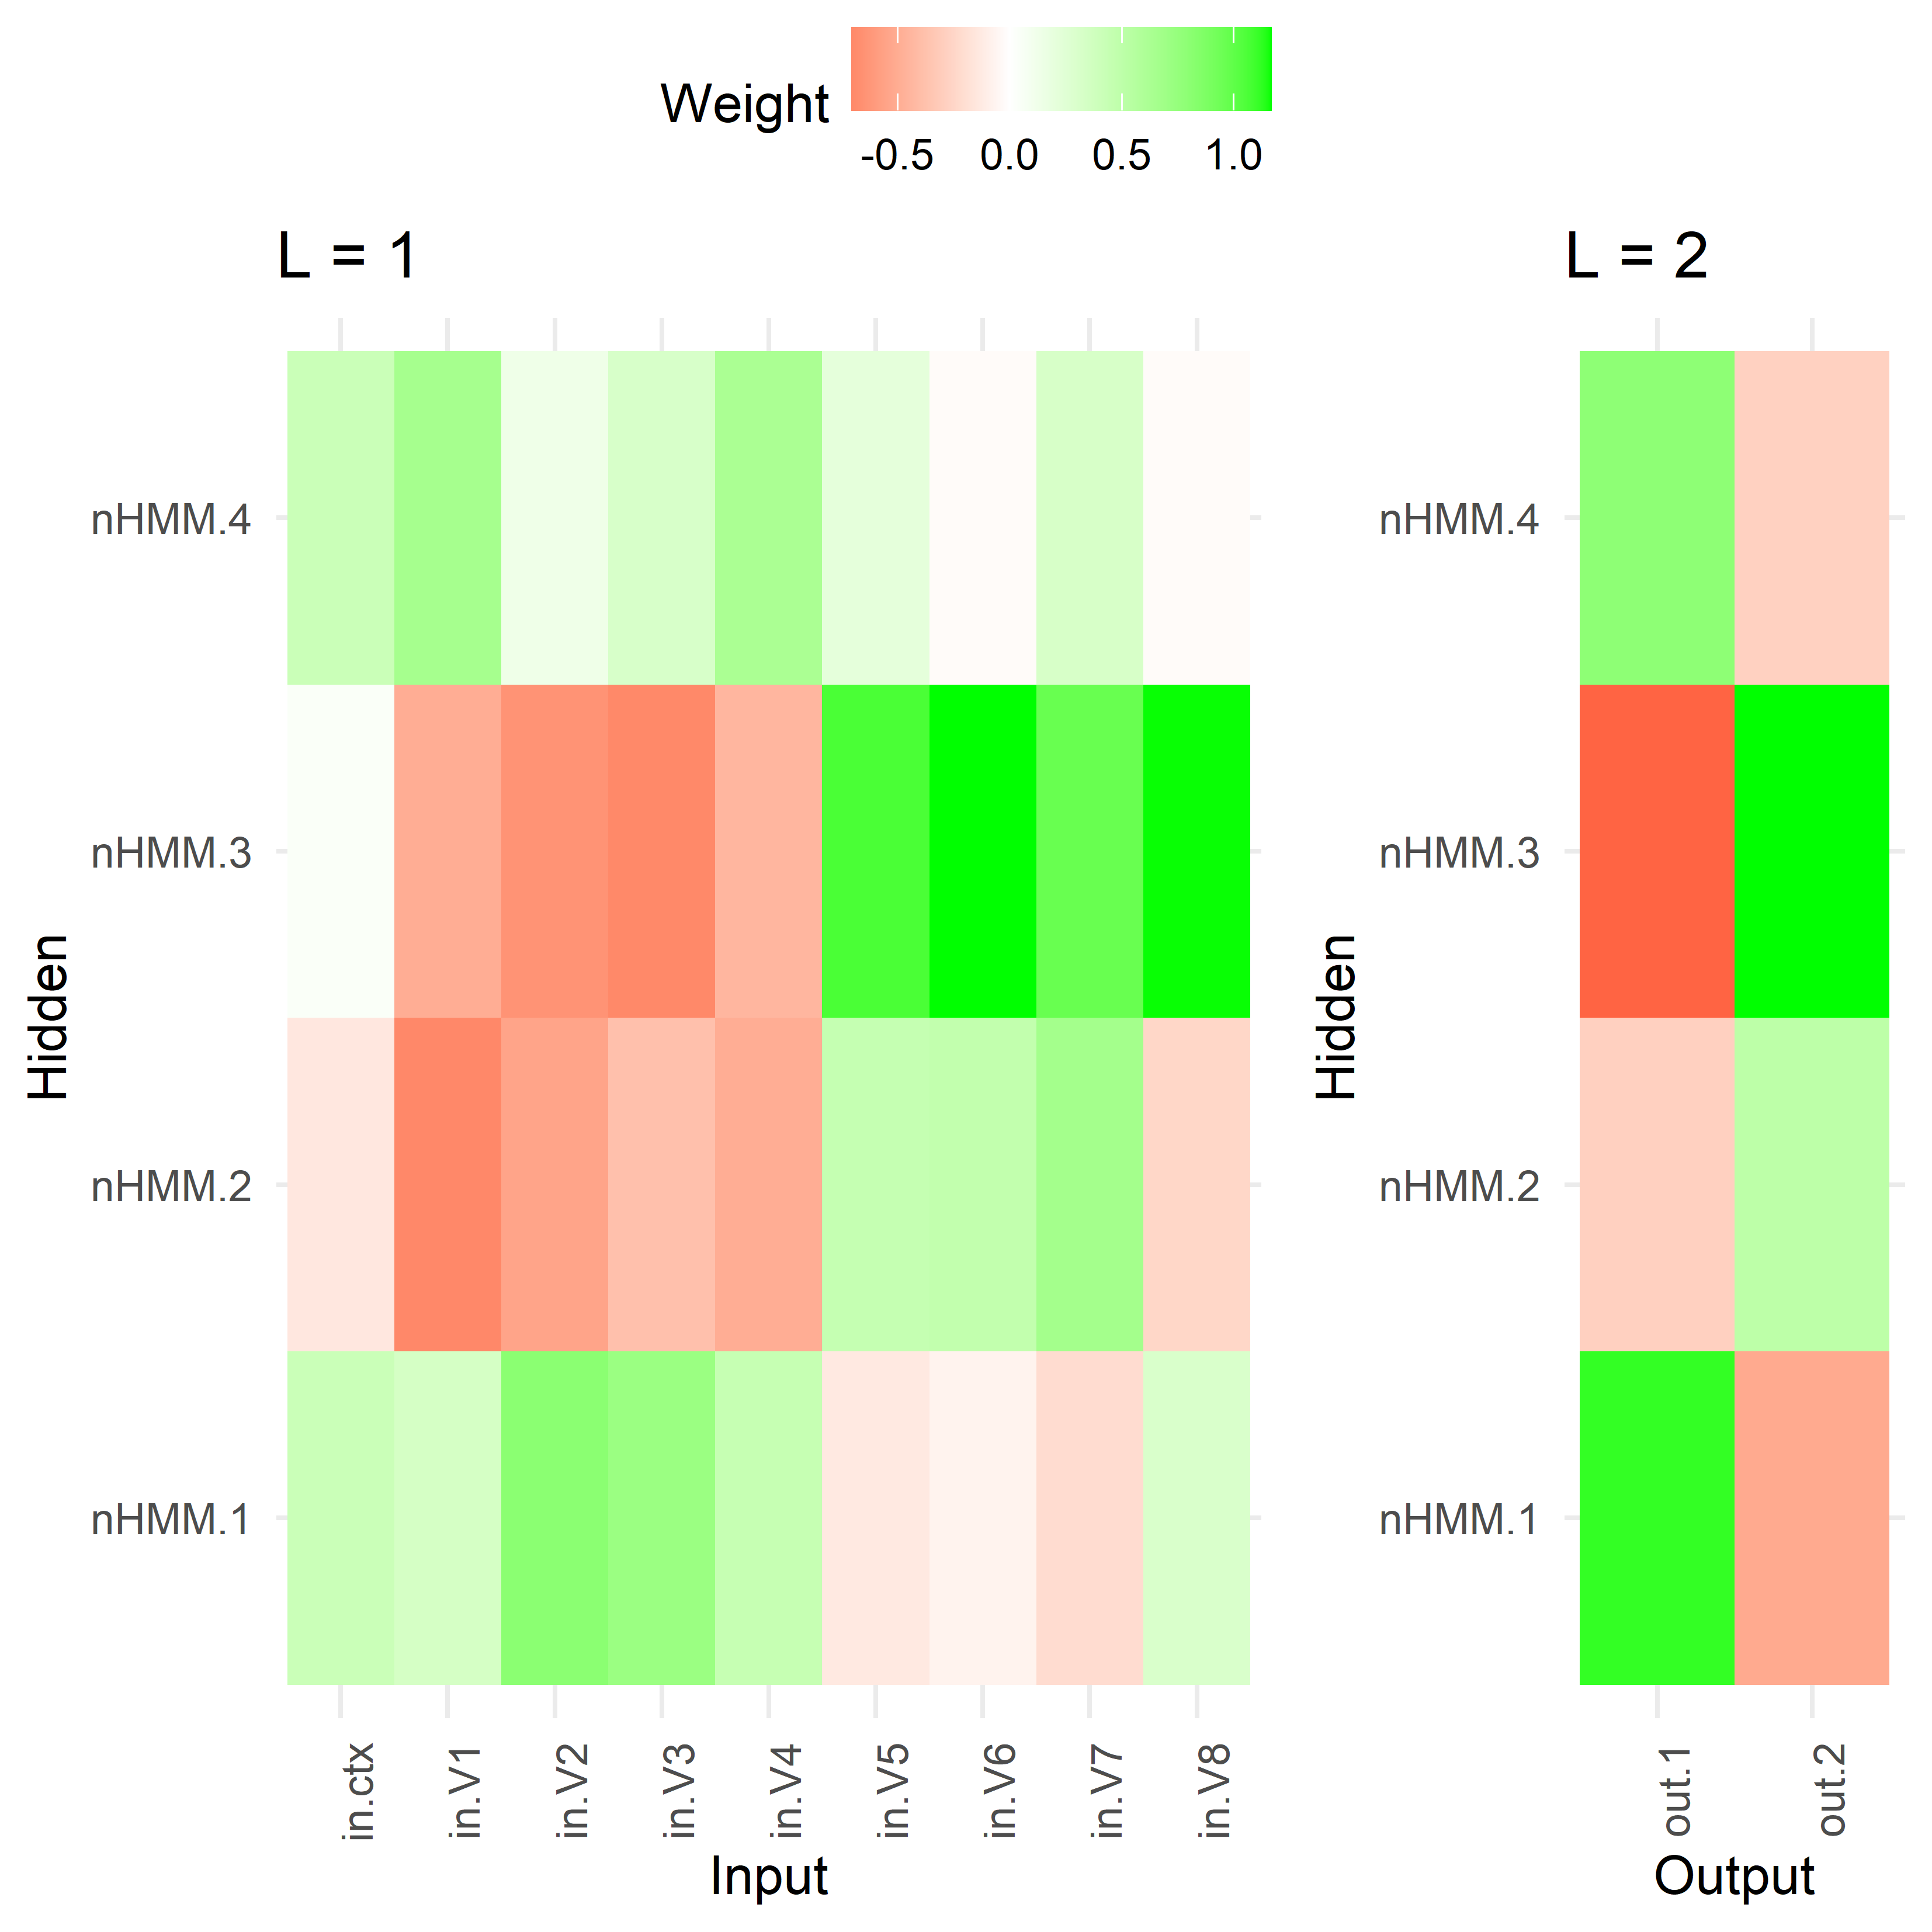 Weight
-0.5 0.0 0.5 1.0
L = 1
nHMM.4
nHMM.3
nHMM.2
nHMM.1
Hidden
in.ctx in.V1 in.V2 in.V3 in.V4 in.V5 in.V6 in.V7 in.V8
Input
L = 2
nHMM.4
nHMM.3
nHMM.2
nHMM.1
Hidden
out.1 out.2
Output